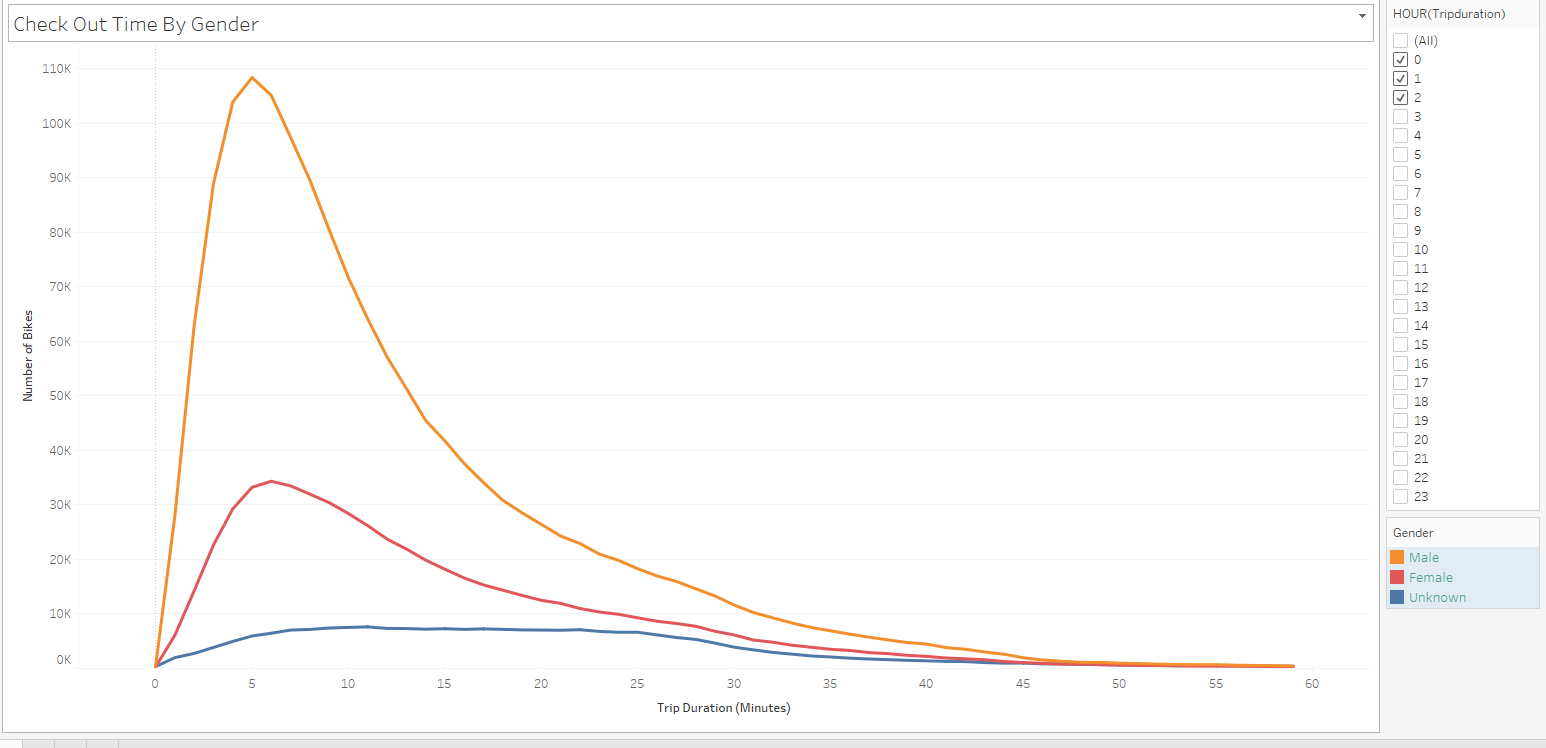 Check Out Time By Gender
110K
100K
90K
80K
70K
60K
50K
40K
30K
20K
10K
0K
Number of Bikes
0 5 10 15 20 25 30 35 40 45 50 55 60
Trip Duration (Minutes)
HOUR(Tripduration)
(All)
0
1
2
3
4
5
6
7
8
9
10
11
12
13
14
15
16
17
18
19
20
21
22
23
Gender
Male
Female
Unknown